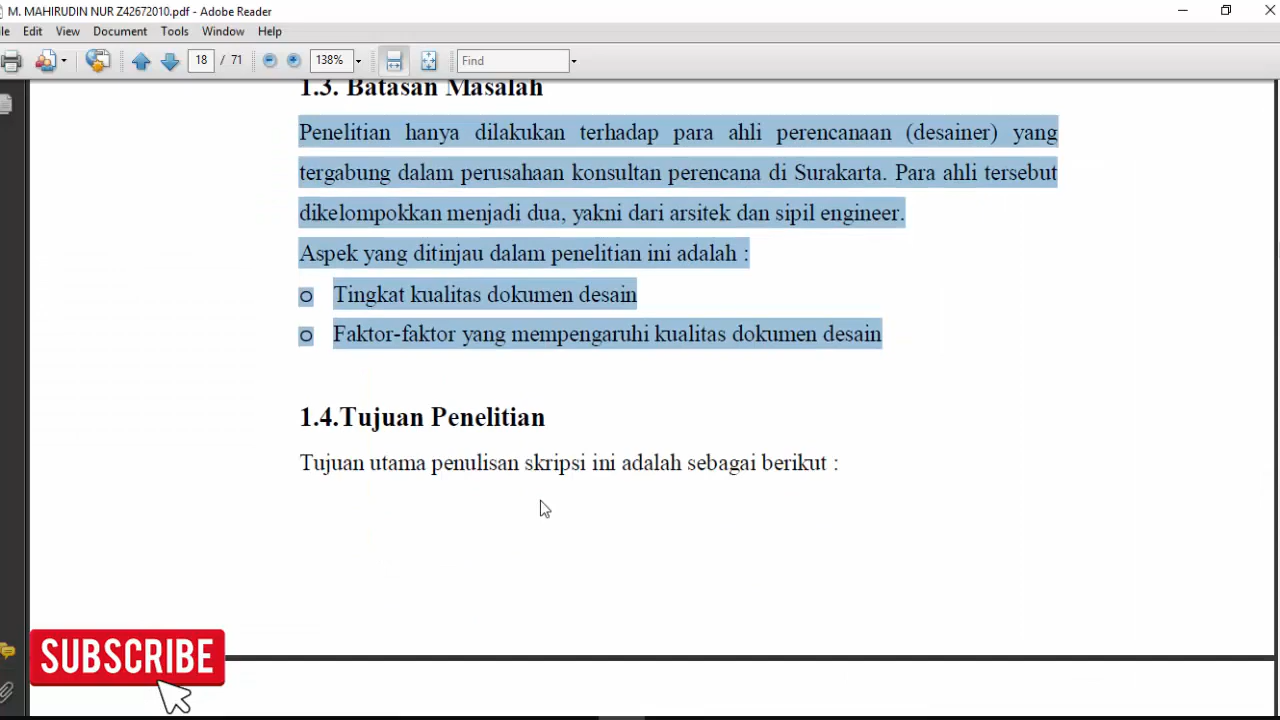 M. MAHIRUDIN NUR Z42672010.pdf - Adobe Reader
Edit View Document Tools Window Help
18 / 71 138% Find
1.3. Batasan Masalah
Penelitian hanya dilakukan terhadap para ahli perencanaan (desainer) yang
tergabung dalam perusahaan konsultan perencana di Surakarta. Para ahli tersebut
dikelompokkan menjadi dua, yakni dari arsitek dan sipil engineer.
Aspek yang ditinjau dalam penelitian ini adalah :
o Tingkat kualitas dokumen desain
o Faktor-faktor yang mempengaruhi kualitas dokumen desain
1.4.Tujuan Penelitian
Tujuan utama penulisan skripsi ini adalah sebagai berikut :
SUBSCRIBE